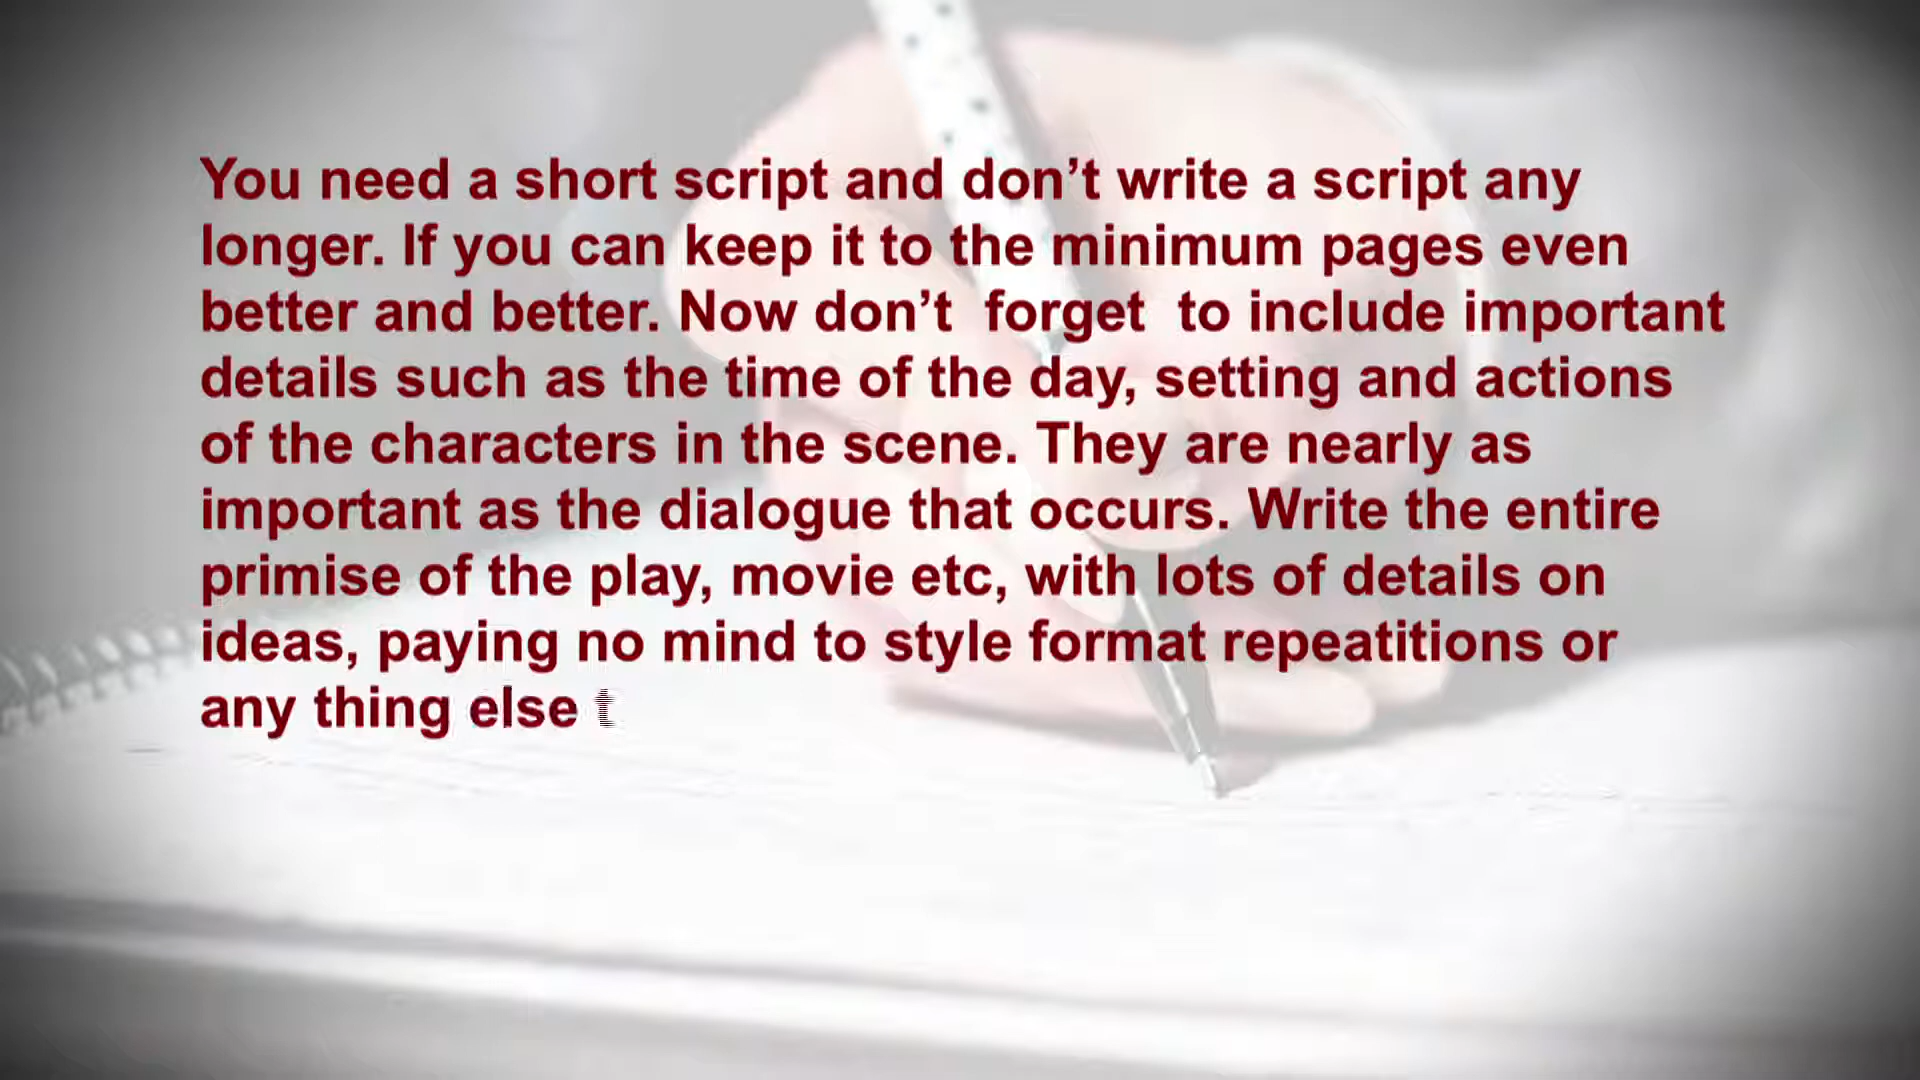 You need a short script and don’t write a script any
longer. If you can keep it to the minimum pages even
better and better. Now don’t  forget  to include important
details such as the time of the day, setting and actions
of the characters in the scene. They are nearly as
important as the dialogue that occurs. Write the entire
primise of the play, movie etc, with lots of details on
ideas, paying no mind to style format repeatitions or
any thing else t